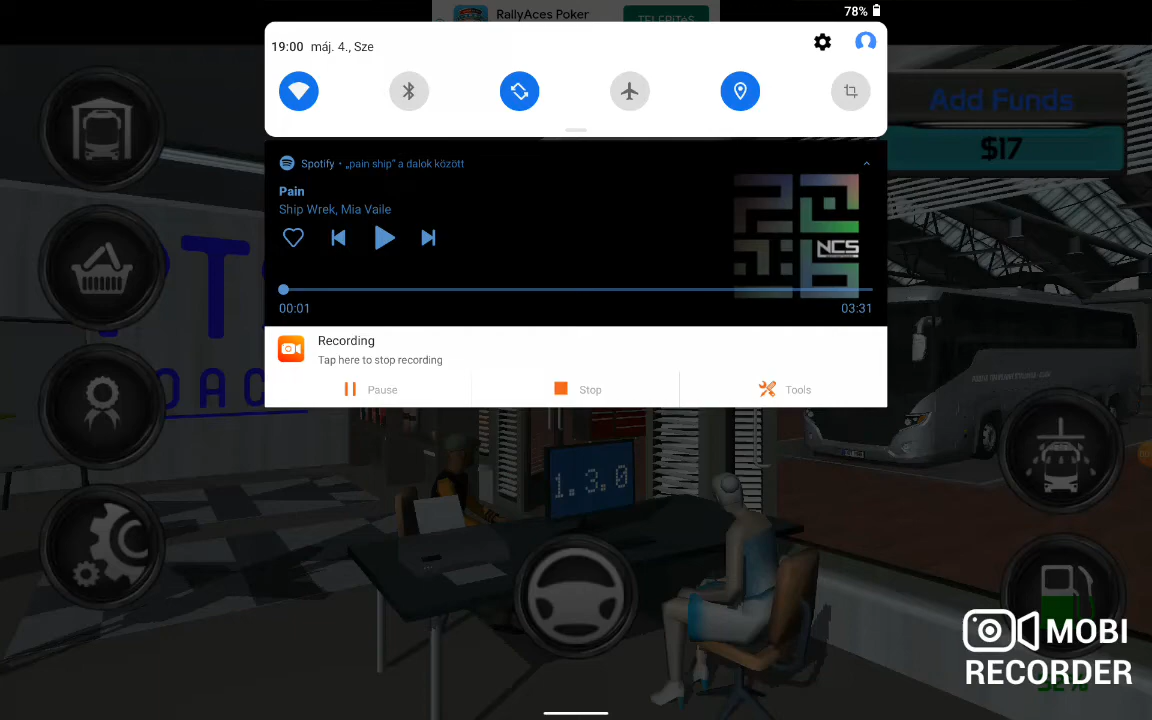 RallyAces Poker
TELEPÍTÉS
78%
19:00 máj. 4., Sze
Add Funds
$17
Spotify • „pain ship” a dalok között
Pain
Ship Wrek, Mia Vaile
NCS
00:01
03:31
Recording
Tap here to stop recording
Pause
Stop
Tools
PT
OAC
1.3.0
MOBI
RECORDER